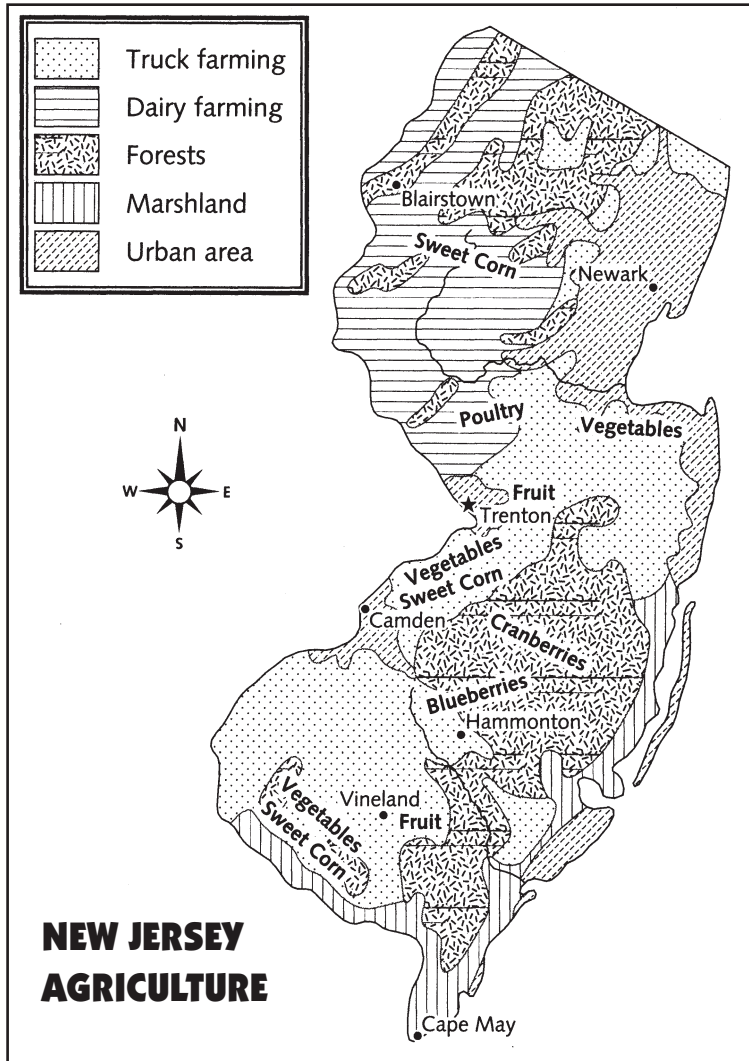 Truck farming
Dairy farming
Forests
Marshland
Urban area
Blairstown
Sweet Corn
Newark
Poultry
Vegetables
N
W
E
S
Fruit
Trenton
Vegetables
Sweet Corn
Camden
Cranberries
Blueberries
Hammonton
Vegetables
Sweet Corn
Vineland
Fruit
NEW JERSEY
AGRICULTURE
Cape May